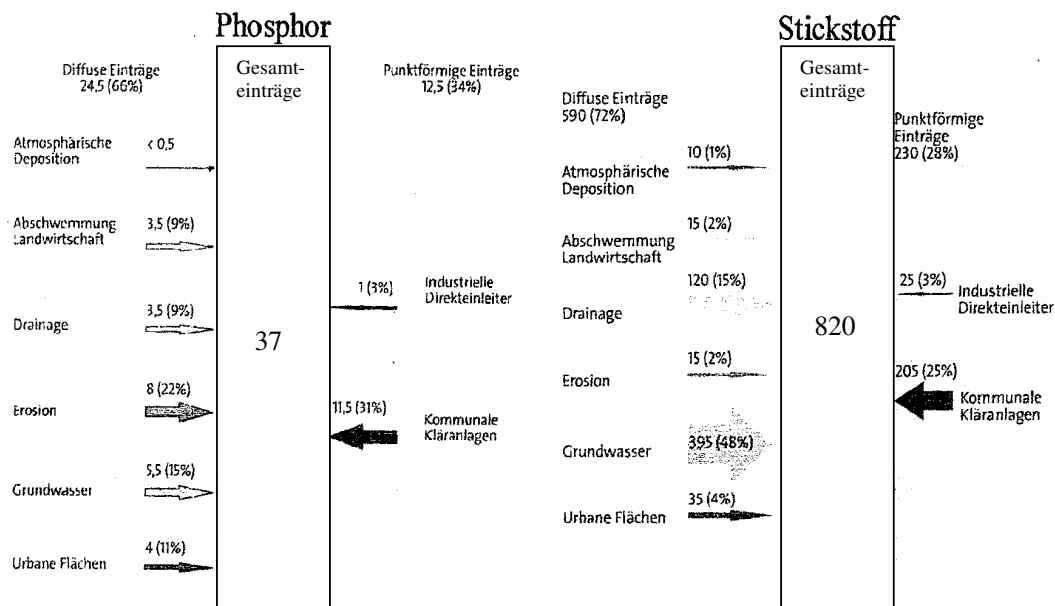 Phosphor
Diffuse Einträge
24,5 (66%)
Gesamt-
einträge
Punktförmige Einträge
12,5 (34%)
Atmosphärische
Deposition
< 0,5
Abschwemmung
Landwirtschaft
3,5 (9%)
Drainage
3,5 (9%)
Erosion
8 (22%)
Grundwasser
5,5 (15%)
Urbane Flächen
4 (11%)
37
1 (3%)
Industrielle
Direkteinleiter
11,5 (31%)
Kommunale
Kläranlagen
Stickstoff
Diffuse Einträge
590 (72%)
Gesamt-
einträge
Punktförmige
Einträge
230 (28%)
10 (1%)
Atmosphärische
Deposition
15 (2%)
Abschwemmung
Landwirtschaft
120 (15%)
Drainage
15 (2%)
Erosion
395 (48%)
Grundwasser
35 (4%)
Urbane Flächen
820
25 (3%)
Industrielle
Direkteinleiter
205 (25%)
Kommunale
Kläranlagen